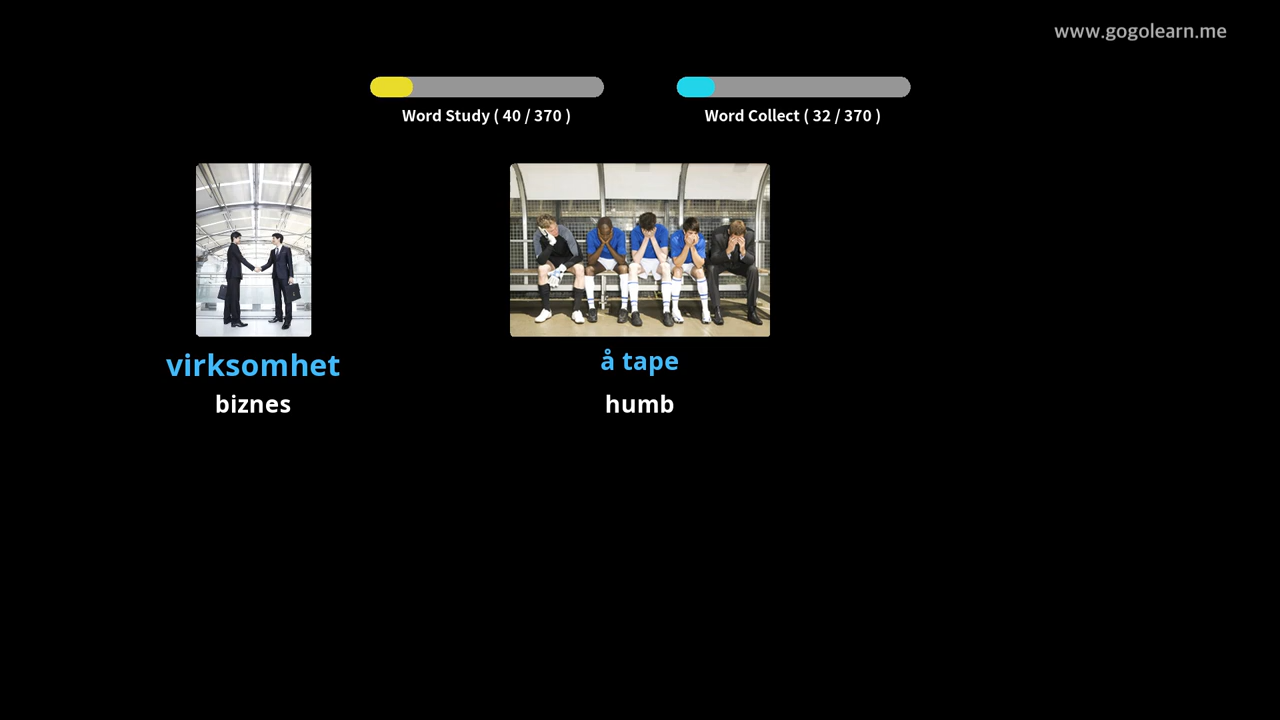 www.gogolearn.me
Word Study ( 40 / 370 )
Word Collect ( 32 / 370 )
virksomhet
biznes
å tape
humb